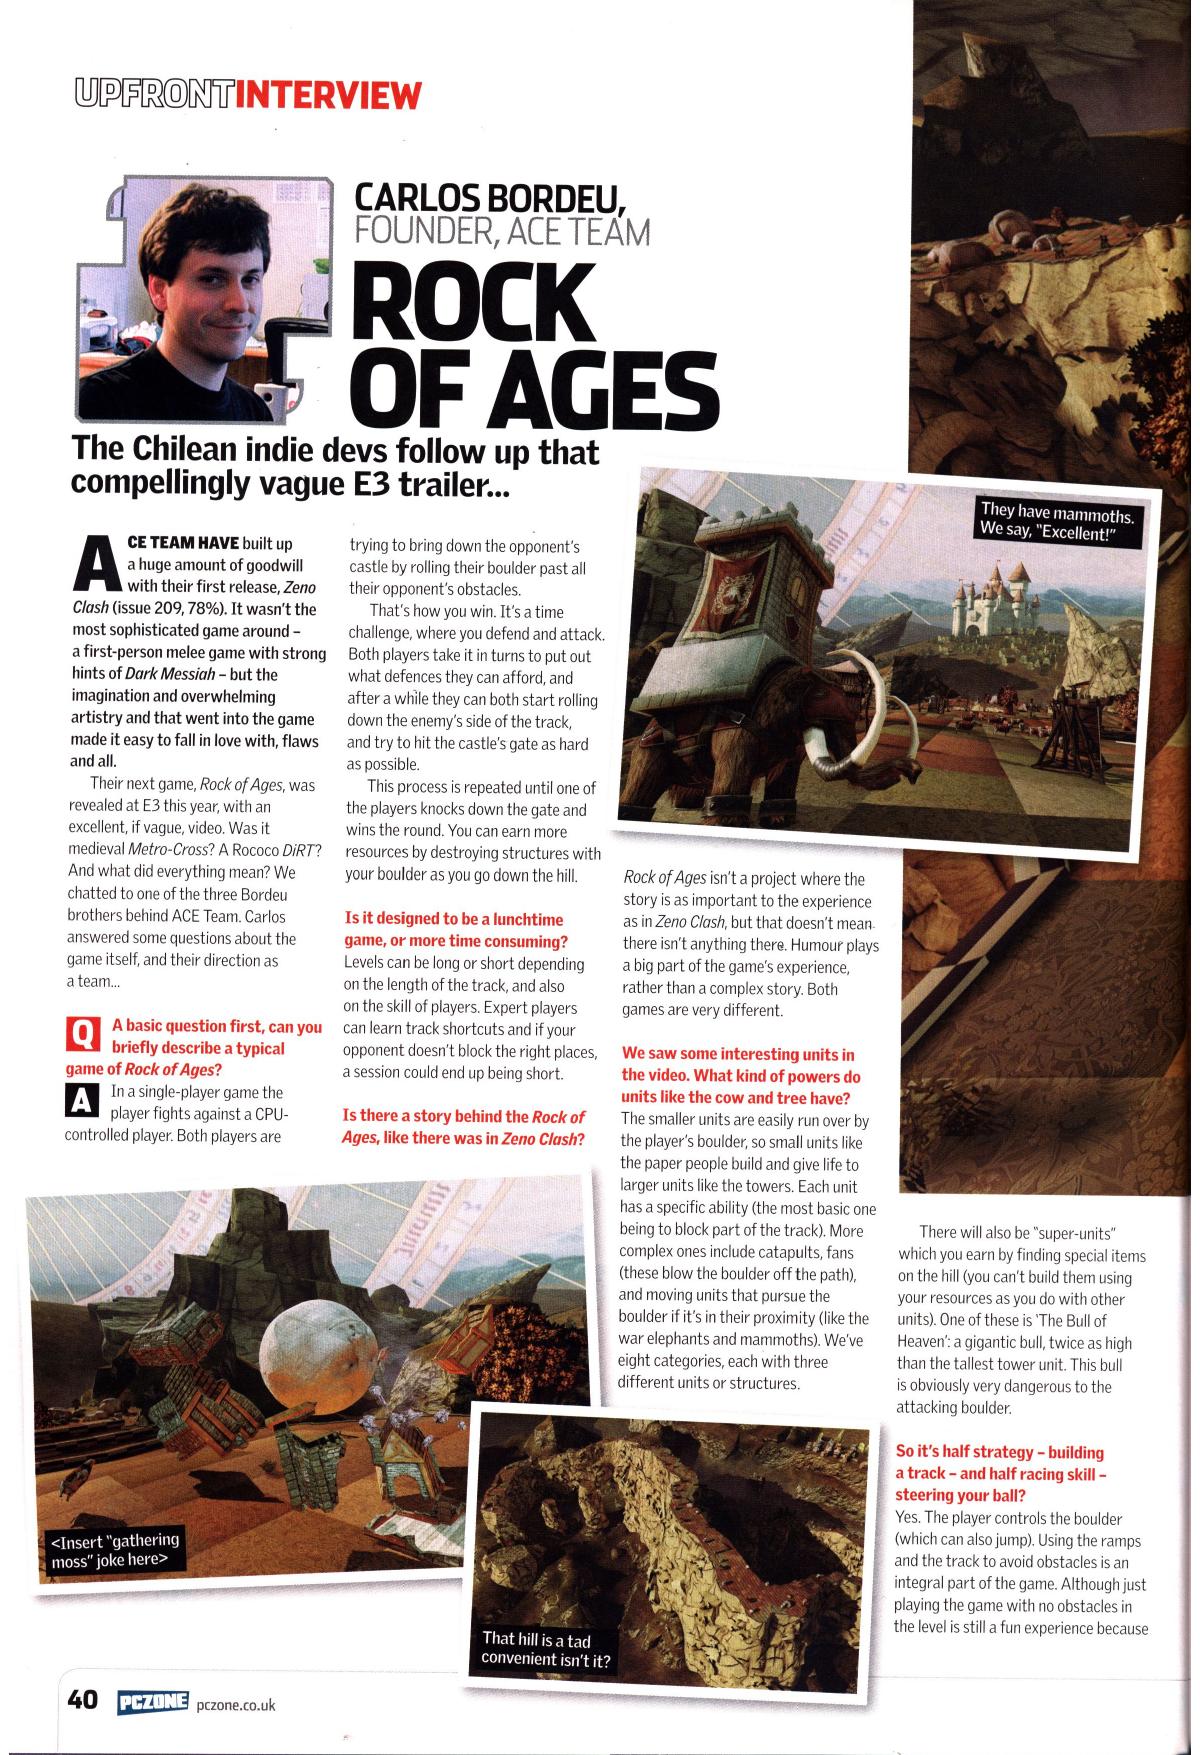 UPFRONTINTERVIEW
CARLOS BORDEU,
FOUNDER, ACE TEAM
ROCK
OF AGES
The Chilean indie devs follow up that
compellingly vague E3 trailer...
ACE TEAM HAVE built up
a huge amount of goodwill
with their first release, Zeno
Clash (issue 209, 78%). It wasn't the
most sophisticated game around –
a first-person melee game with strong
hints of Dark Messiah – but the
imagination and overwhelming
artistry and that went into the game
made it easy to fall in love with, flaws
and all.
Their next game, Rock of Ages, was
revealed at E3 this year, with an
excellent, if vague, video. Was it
medieval Metro-Cross? A Rococo DiRT?
And what did everything mean? We
chatted to one of the three Bordeu
brothers behind ACE Team. Carlos
answered some questions about the
game itself, and their direction as
a team...
Q A basic question first, can you
briefly describe a typical
game of Rock of Ages?
A In a single-player game the
player fights against a CPU-
controlled player. Both players are
trying to bring down the opponent's
castle by rolling their boulder past all
their opponent's obstacles.
That's how you win. It's a time
challenge, where you defend and attack.
Both players take it in turns to put out
what defences they can afford, and
after a while they can both start rolling
down the enemy's side of the track,
and try to hit the castle's gate as hard
as possible.
This process is repeated until one of
the players knocks down the gate and
wins the round. You can earn more
resources by destroying structures with
your boulder as you go down the hill.
Is it designed to be a lunchtime
game, or more time consuming?
Levels can be long or short depending
on the length of the track, and also
on the skill of players. Expert players
can learn track shortcuts and if your
opponent doesn't block the right places,
a session could end up being short.
Is there a story behind the Rock of
Ages, like there was in Zeno Clash?
They have mammoths.
We say, "Excellent!"
Rock of Ages isn't a project where the
story is as important to the experience
as in Zeno Clash, but that doesn't mean
there isn't anything there. Humour plays
a big part of the game's experience,
rather than a complex story. Both
games are very different.
We saw some interesting units in
the video. What kind of powers do
units like the cow and tree have?
The smaller units are easily run over by
the player's boulder, so small units like
the paper people build and give life to
larger units like the towers. Each unit
has a specific ability (the most basic one
being to block part of the track). More
complex ones include catapults, fans
(these blow the boulder off the path),
and moving units that pursue the
boulder if it's in their proximity (like the
war elephants and mammoths). We've
eight categories, each with three
different units or structures.
There will also be "super-units"
which you earn by finding special items
on the hill (you can't build them using
your resources as you do with other
units). One of these is 'The Bull of
Heaven': a gigantic bull, twice as high
than the tallest tower unit. This bull
is obviously very dangerous to the
attacking boulder.
So it's half strategy – building
a track – and half racing skill –
steering your ball?
Yes. The player controls the boulder
(which can also jump). Using the ramps
and the track to avoid obstacles is an
integral part of the game. Although just
playing the game with no obstacles in
the level is still a fun experience because
<Insert "gathering
moss" joke here>
That hill is a tad
convenient isn't it?
40 PCZONE pczone.co.uk